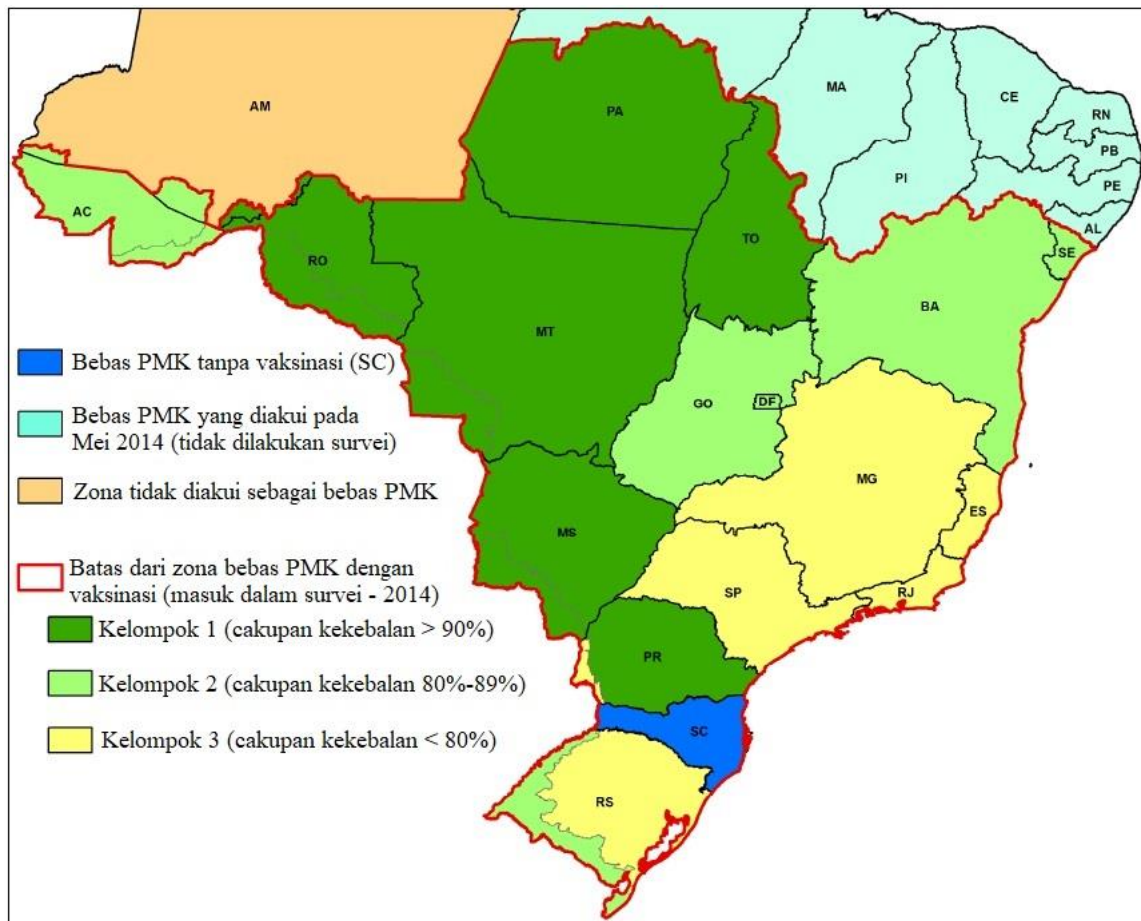 AM
PA
MA
CE
RN
PB
PE
AL
PI
SE
AC
RO
TO
BA
MT
GO
DF
MG
ES
MS
SP
RJ
PR
SC
RS
Bebas PMK tanpa vaksinasi (SC)
Bebas PMK yang diakui pada
Mei 2014 (tidak dilakukan survei)
Zona tidak diakui sebagai bebas PMK
Batas dari zona bebas PMK dengan
vaksinasi (masuk dalam survei - 2014)
Kelompok 1 (cakupan kekebalan > 90%)
Kelompok 2 (cakupan kekebalan 80%-89%)
Kelompok 3 (cakupan kekebalan < 80%)